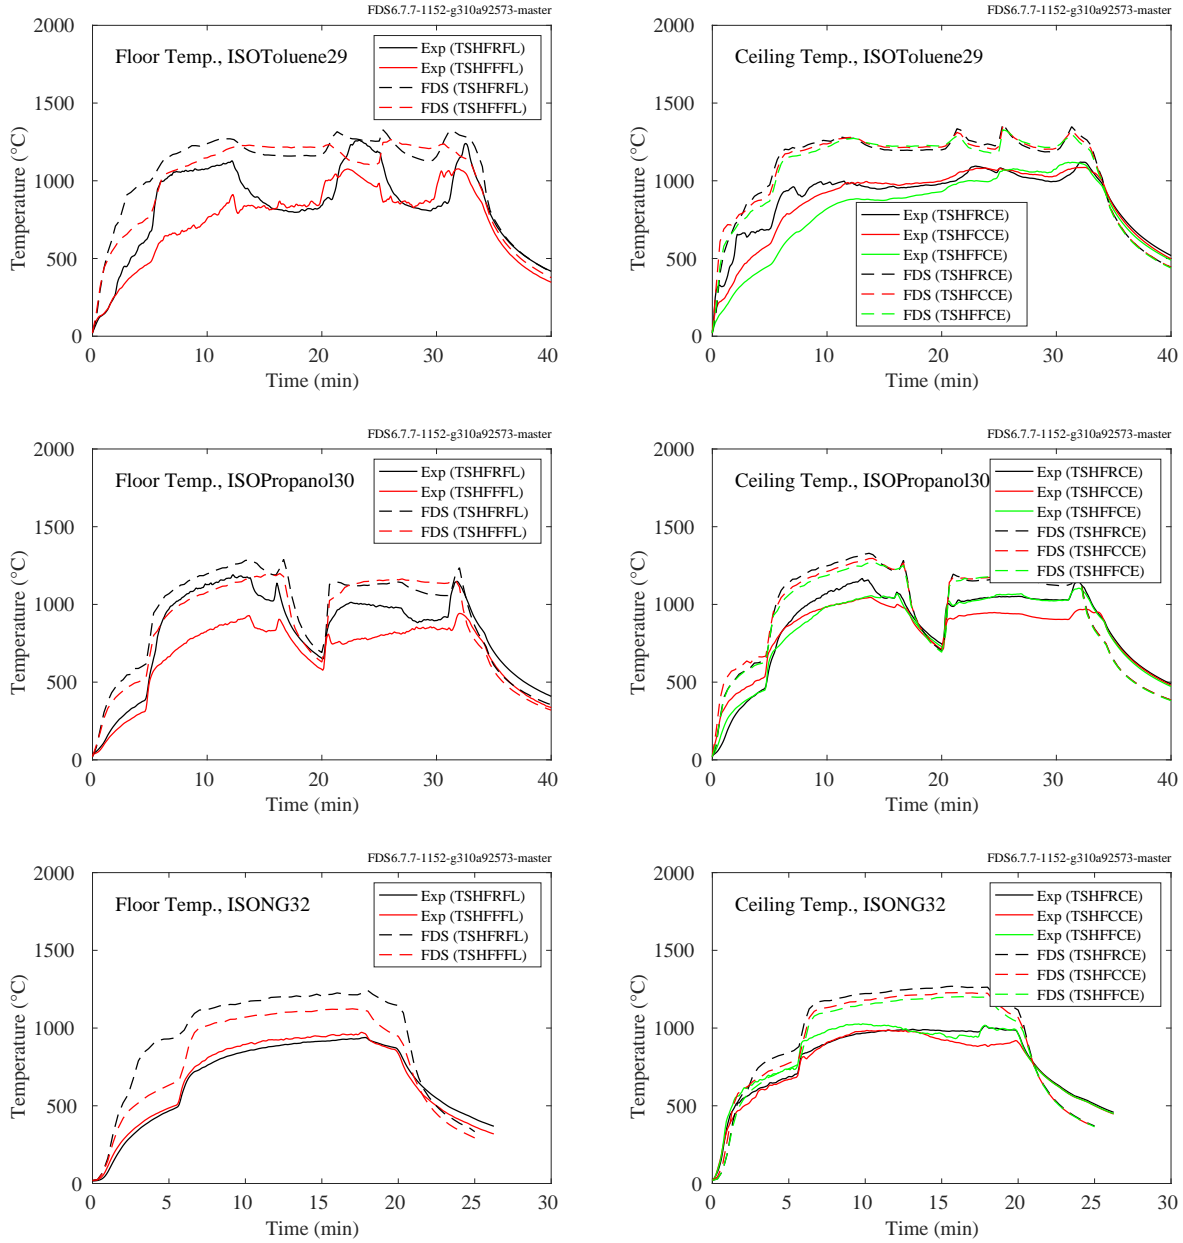 FDS6.7.7-1152-g310a92573-master
Floor Temp., ISOToluene29
Exp (TSHFRFL)
Exp (TSHFFFL)
FDS (TSHFRFL)
FDS (TSHFFFL)
Temperature (°C)
2000
1500
1000
500
0
0 10 20 30 40
Time (min)
FDS6.7.7-1152-g310a92573-master
Ceiling Temp., ISOToluene29
Exp (TSHFRCE)
Exp (TSHFCCE)
Exp (TSHFFCE)
FDS (TSHFRCE)
FDS (TSHFCCE)
FDS (TSHFFCE)
Temperature (°C)
2000
1500
1000
500
0
0 10 20 30 40
Time (min)
FDS6.7.7-1152-g310a92573-master
Floor Temp., ISOPropanol30
Exp (TSHFRFL)
Exp (TSHFFFL)
FDS (TSHFRFL)
FDS (TSHFFFL)
Temperature (°C)
2000
1500
1000
500
0
0 10 20 30 40
Time (min)
FDS6.7.7-1152-g310a92573-master
Ceiling Temp., ISOPropanol30
Exp (TSHFRCE)
Exp (TSHFCCE)
Exp (TSHFFCE)
FDS (TSHFRCE)
FDS (TSHFCCE)
FDS (TSHFFCE)
Temperature (°C)
2000
1500
1000
500
0
0 10 20 30 40
Time (min)
FDS6.7.7-1152-g310a92573-master
Floor Temp., ISONG32
Exp (TSHFRFL)
Exp (TSHFFFL)
FDS (TSHFRFL)
FDS (TSHFFFL)
Temperature (°C)
2000
1500
1000
500
0
0 5 10 15 20 25 30
Time (min)
FDS6.7.7-1152-g310a92573-master
Ceiling Temp., ISONG32
Exp (TSHFRCE)
Exp (TSHFCCE)
Exp (TSHFFCE)
FDS (TSHFRCE)
FDS (TSHFCCE)
FDS (TSHFFCE)
Temperature (°C)
2000
1500
1000
500
0
0 5 10 15 20 25 30
Time (min)